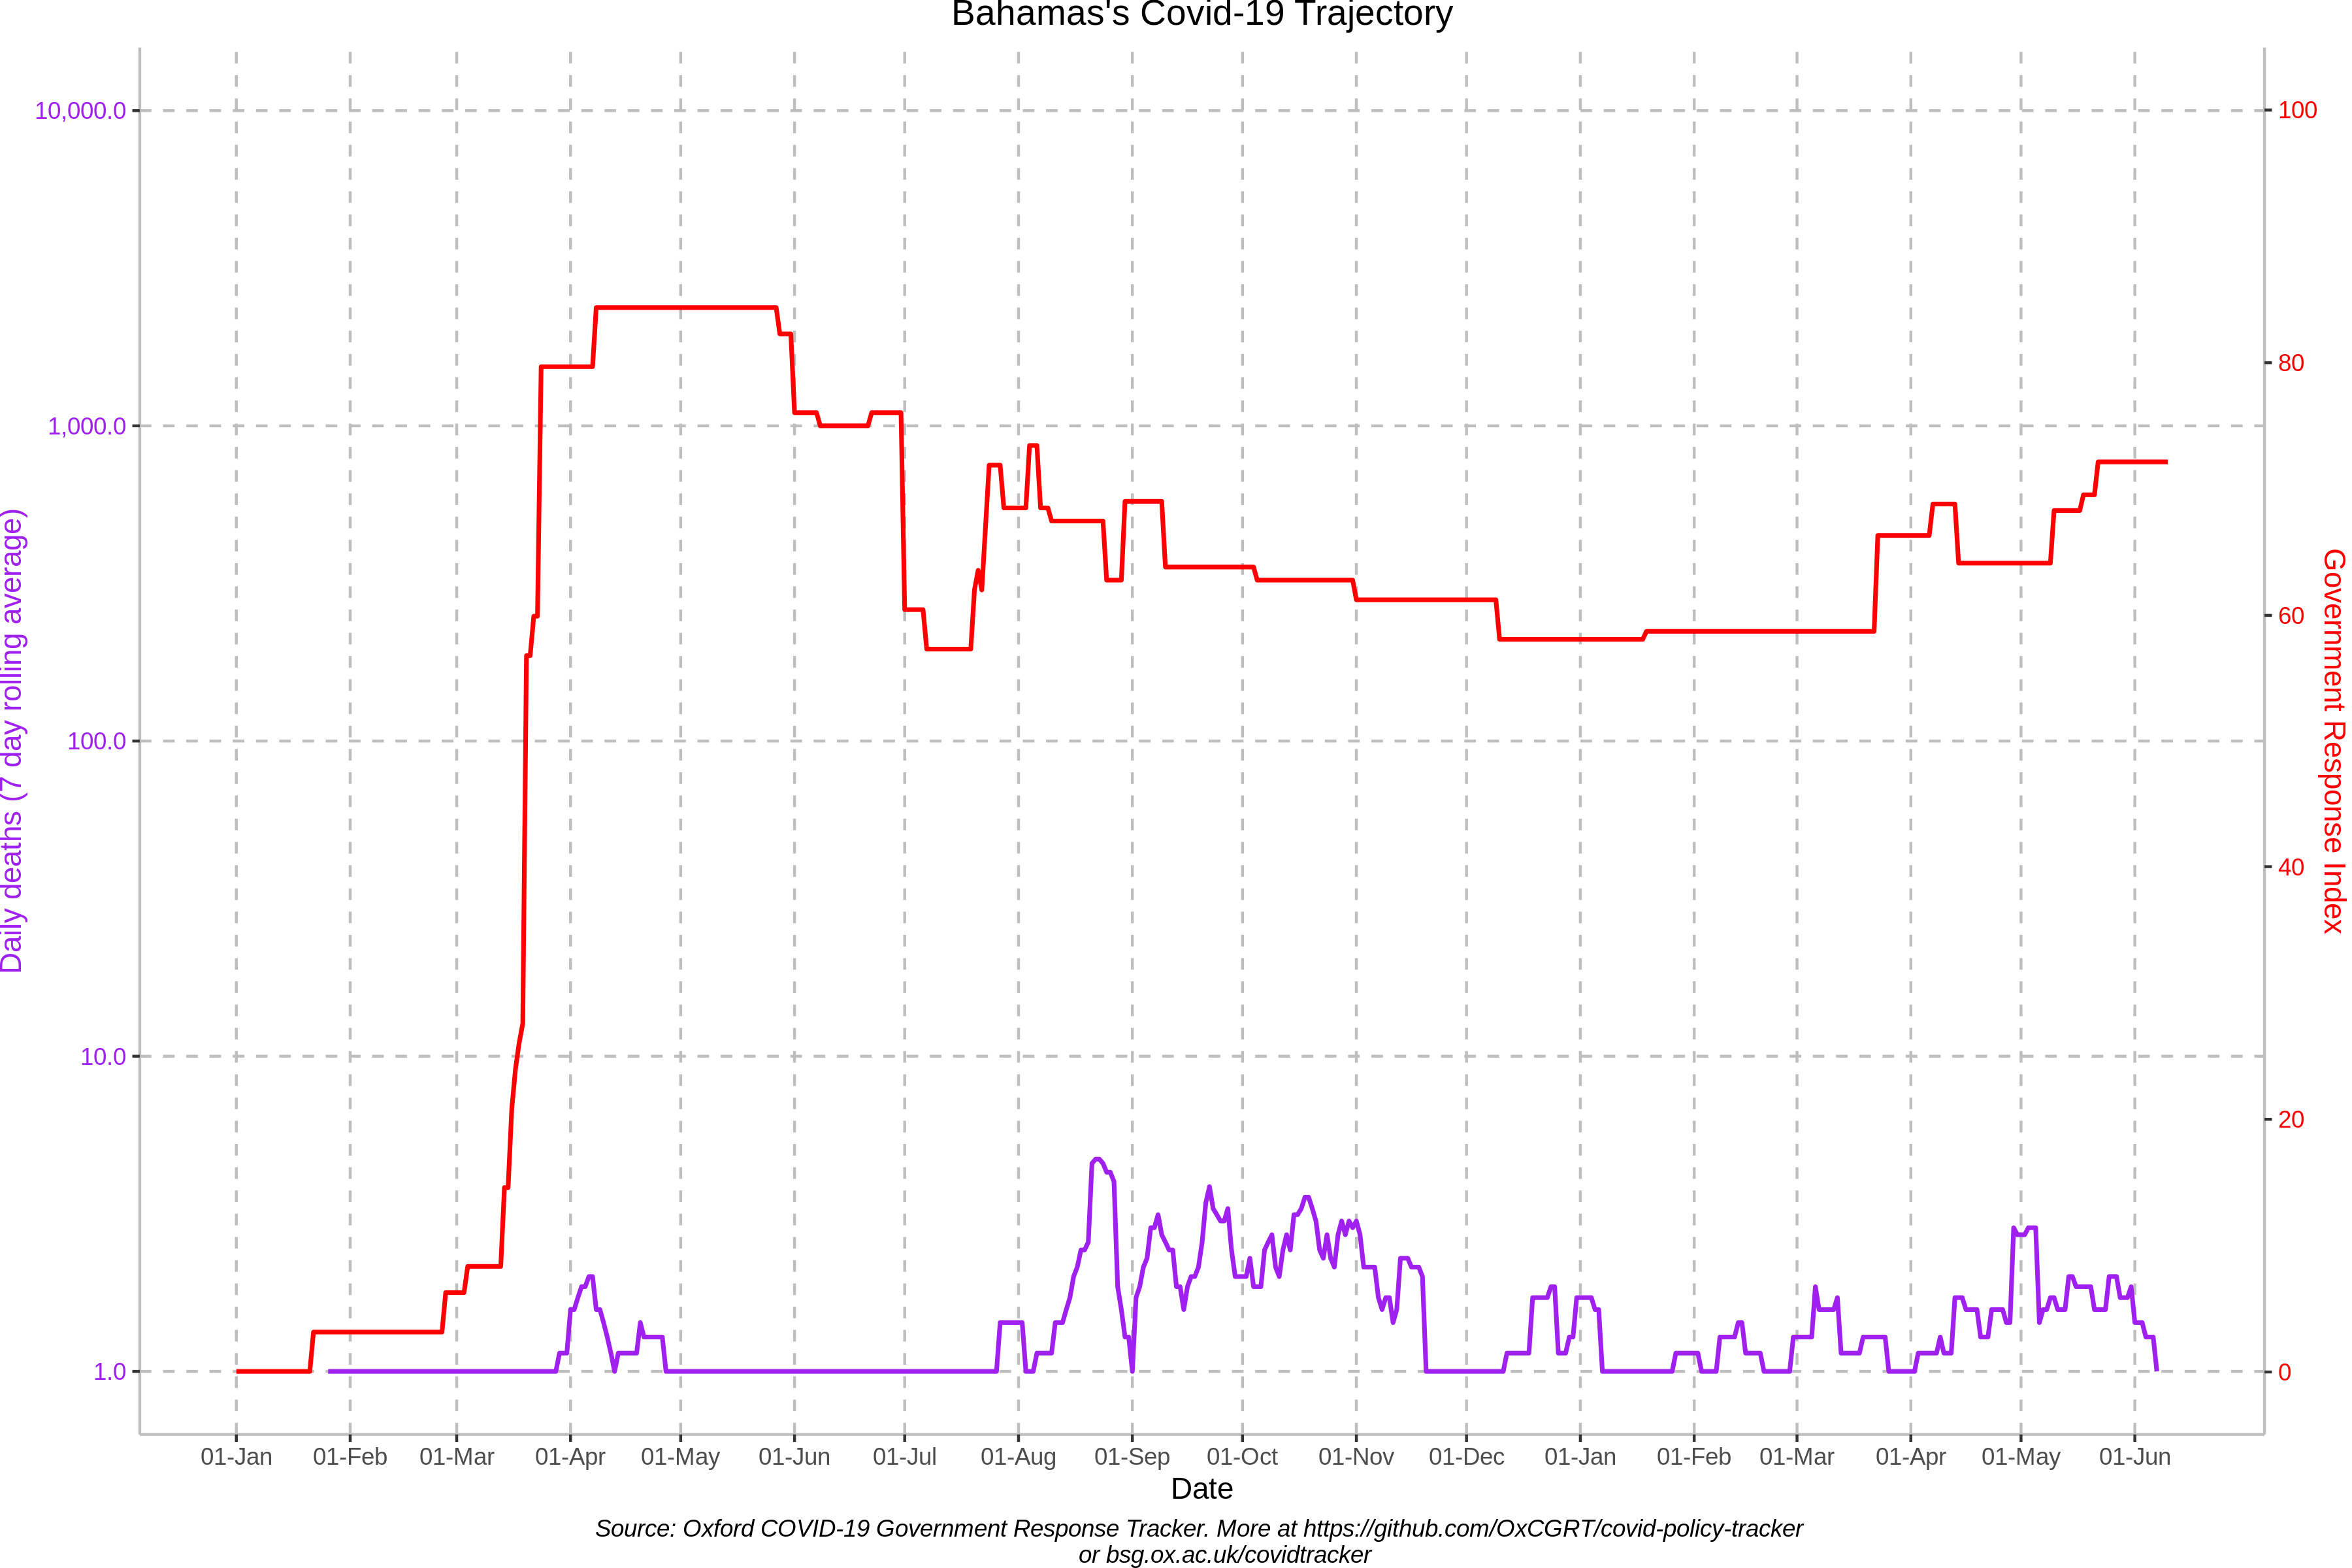 Bahamas's Covid-19 Trajectory
10,000.0
1,000.0
100.0
10.0
1.0
Daily deaths (7 day rolling average)
100
80
60
40
20
0
Government Response Index
01-Jan 01-Feb 01-Mar 01-Apr 01-May 01-Jun 01-Jul 01-Aug 01-Sep 01-Oct 01-Nov 01-Dec 01-Jan 01-Feb 01-Mar 01-Apr 01-May 01-Jun
Date
Source: Oxford COVID-19 Government Response Tracker. More at https://github.com/OxCGRT/covid-policy-tracker
or bsg.ox.ac.uk/covidtracker